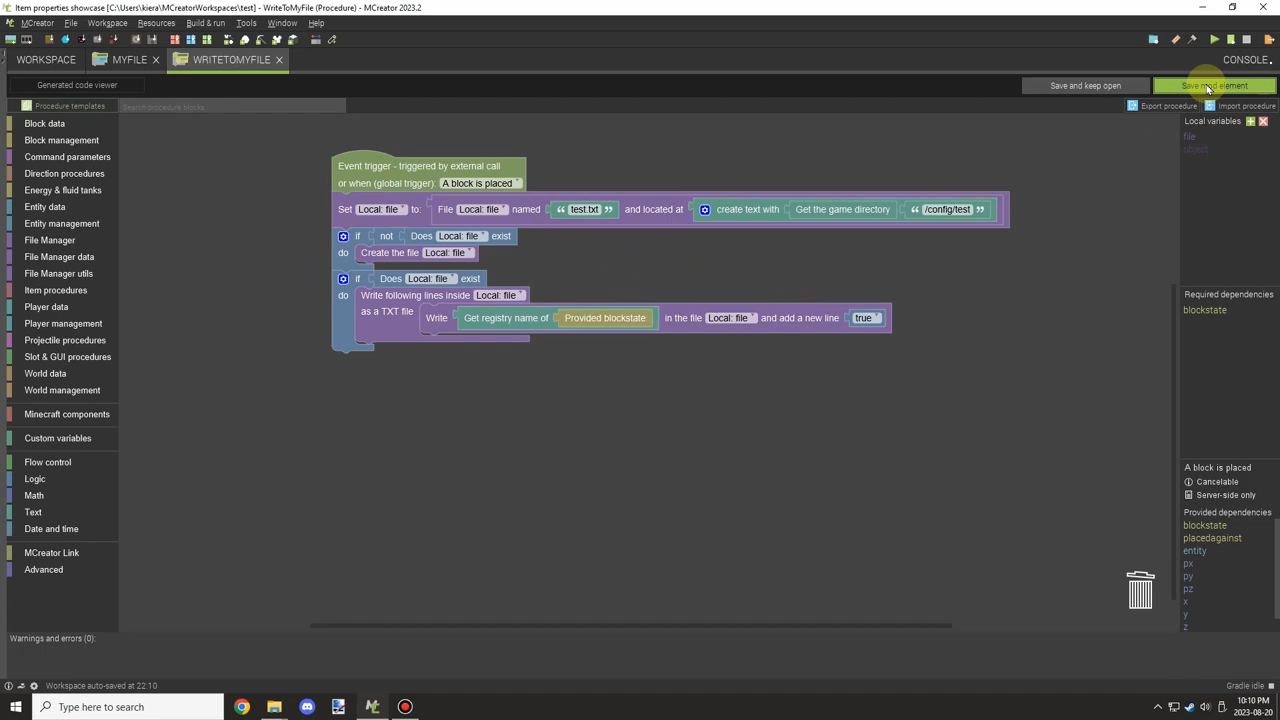 Item properties showcase [C:\Users\kiera\MCreatorWorkspaces\test] - WriteToMyFile (Procedure) - MCreator 2023.2
MCreator File Workspace Resources Build & run Tools Window Help
WORKSPACE MYFILE WRITETOMYFILE CONSOLE
Generated code viewer Save and keep open Save mod element
Procedure templates Search procedure blocks Export procedure Import procedure
Block data
Block management
Command parameters
Direction procedures
Energy & fluid tanks
Entity data
Entity management
File Manager
File Manager data
File Manager utils
Item procedures
Player data
Player management
Projectile procedures
Slot & GUI procedures
World data
World management
Minecraft components
Custom variables
Flow control
Logic
Math
Text
Date and time
MCreator Link
Advanced
Event trigger - triggered by external call
or when (global trigger): A block is placed
Set Local: file to: File Local: file named “ test.txt ” and located at create text with Get the game directory “ /config/test ”
if not Does Local: file exist
do Create the file Local: file
if Does Local: file exist
do Write following lines inside Local: file
as a TXT file Write Get registry name of Provided blockstate in the file Local: file and add a new line true
Local variables
file
object
Required dependencies
blockstate
A block is placed
Cancelable
Server-side only
Provided dependencies:
blockstate
placedagainst
entity
px
py
pz
x
y
z
Warnings and errors (0):
Workspace auto-saved at 22:10 Gradle idle
Type here to search
10:10 PM
2023-08-20